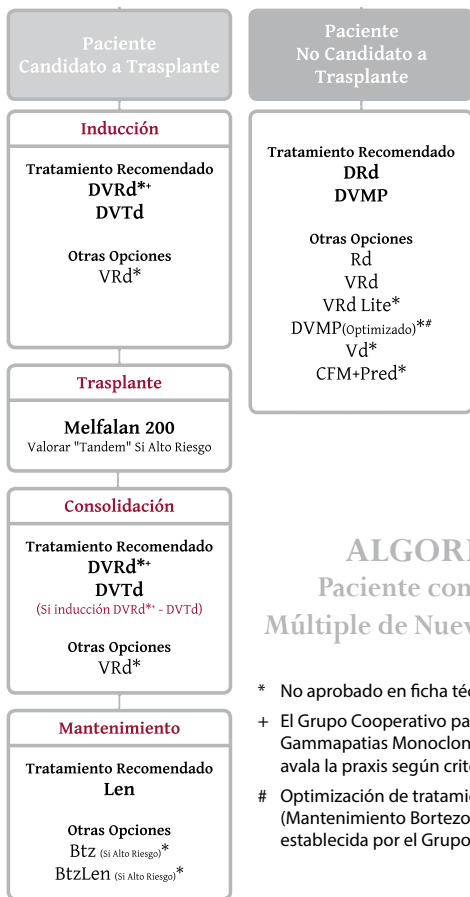 Paciente
Candidato a Trasplante
Inducción
Tratamiento Recomendado
DVRd*+
DVTd
Otras Opciones
VRd*
Trasplante
Melfalan 200
Valorar "Tandem" Si Alto Riesgo
Consolidación
Tratamiento Recomendado
DVRd*+
DVTd
(Si inducción DVRd*+ - DVTd)
Otras Opciones
VRd*
Mantenimiento
Tratamiento Recomendado
Len
Otras Opciones
Btz (Si Alto Riesgo)*
BtzLen (Si Alto Riesgo)*
Paciente
No Candidato a
Trasplante
Tratamiento Recomendado
DRd
DVMP
Otras Opciones
Rd
VRd
VRd Lite*
DVMP(Optimizado)*#
Vd*
CFM+Pred*
ALGORI
Paciente con
Múltiple de Nuev
* No aprobado en ficha téc
+ El Grupo Cooperativo pa
Gammapatias Monoclon
avala la praxis según crite
# Optimización de tratamie
(Mantenimiento Bortezo
establecida por el Grupo